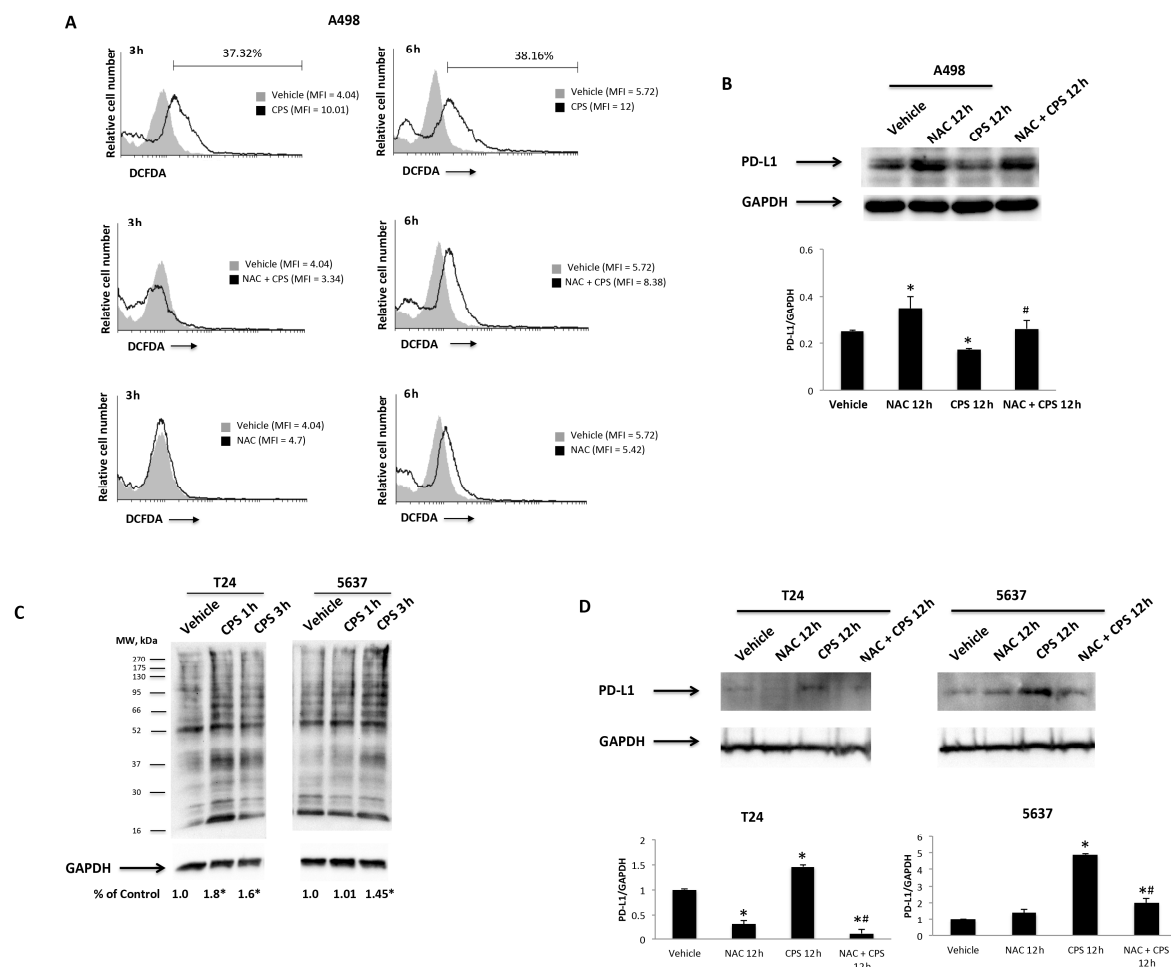 A
A498
3h
37.32%
Vehicle (MFI = 4.04)
CPS (MFI = 10.01)
Relative cell number
DCFDA
6h
38.16%
Vehicle (MFI = 5.72)
CPS (MFI = 12)
Relative cell number
DCFDA
3h
Vehicle (MFI = 4.04)
NAC + CPS (MFI = 3.34)
Relative cell number
DCFDA
6h
Vehicle (MFI = 5.72)
NAC + CPS (MFI = 8.38)
Relative cell number
DCFDA
3h
Vehicle (MFI = 4.04)
NAC (MFI = 4.7)
Relative cell number
DCFDA
6h
Vehicle (MFI = 5.72)
NAC (MFI = 5.42)
Relative cell number
DCFDA
B
A498
Vehicle
NAC 12h
CPS 12h
NAC + CPS 12h
PD-L1
GAPDH
PD-L1/GAPDH
0.6
0.4
0.2
0
*
*
#
Vehicle NAC 12h CPS 12h NAC + CPS 12h
C
T24
5637
Vehicle
CPS 1h
CPS 3h
Vehicle
CPS 1h
CPS 3h
MW, kDa
270
175
130
95
66
52
37
30
16
GAPDH
% of Control 1.0 1.8* 1.6* 1.0 1.01 1.45*
D
T24
5637
Vehicle
NAC 12h
CPS 12h
NAC + CPS 12h
Vehicle
NAC 12h
CPS 12h
NAC + CPS 12h
PD-L1
GAPDH
T24
PD-L1/GAPDH
2
1.5
1
0.5
0
*
*
*#
Vehicle NAC 12h CPS 12h NAC + CPS
12h
5637
PD-L1/GAPDH
6
5
4
3
2
1
0
*
*#
Vehicle NAC 12h CPS 12h NAC + CPS
12h